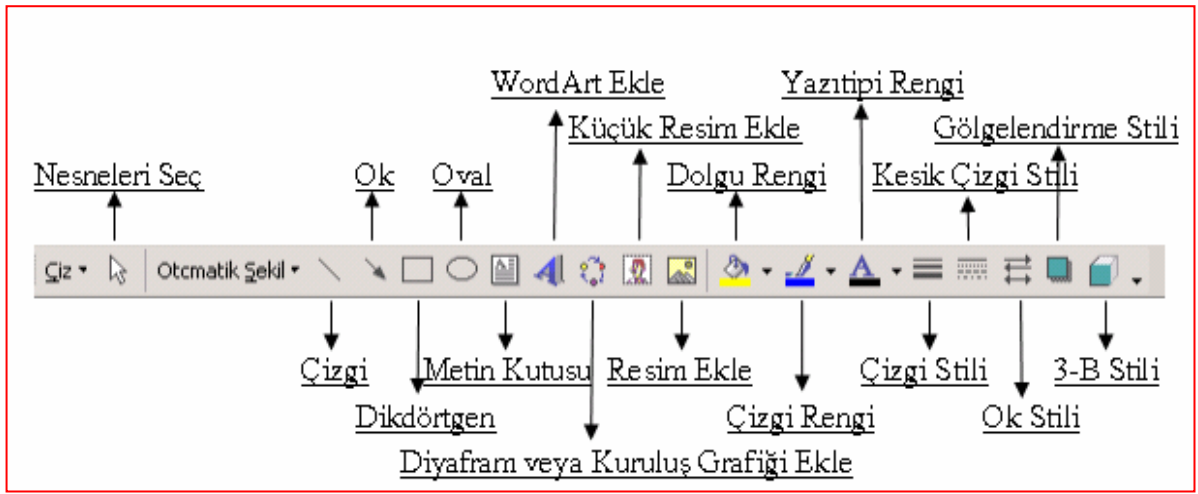 WordArt Ekle Yazıtipi Rengi
Küçük Resim Ekle Gölgelendirme Stili
Nesneleri Seç Ok Oval Dolgu Rengi Kesik Çizgi Stili
Çiz Otomatik Şekil
Çizgi Metin Kutusu Resim Ekle Çizgi Stili 3-B Stili
Dikdörtgen Çizgi Rengi Ok Stili
Diyafram veya Kuruluş Grafiği Ekle